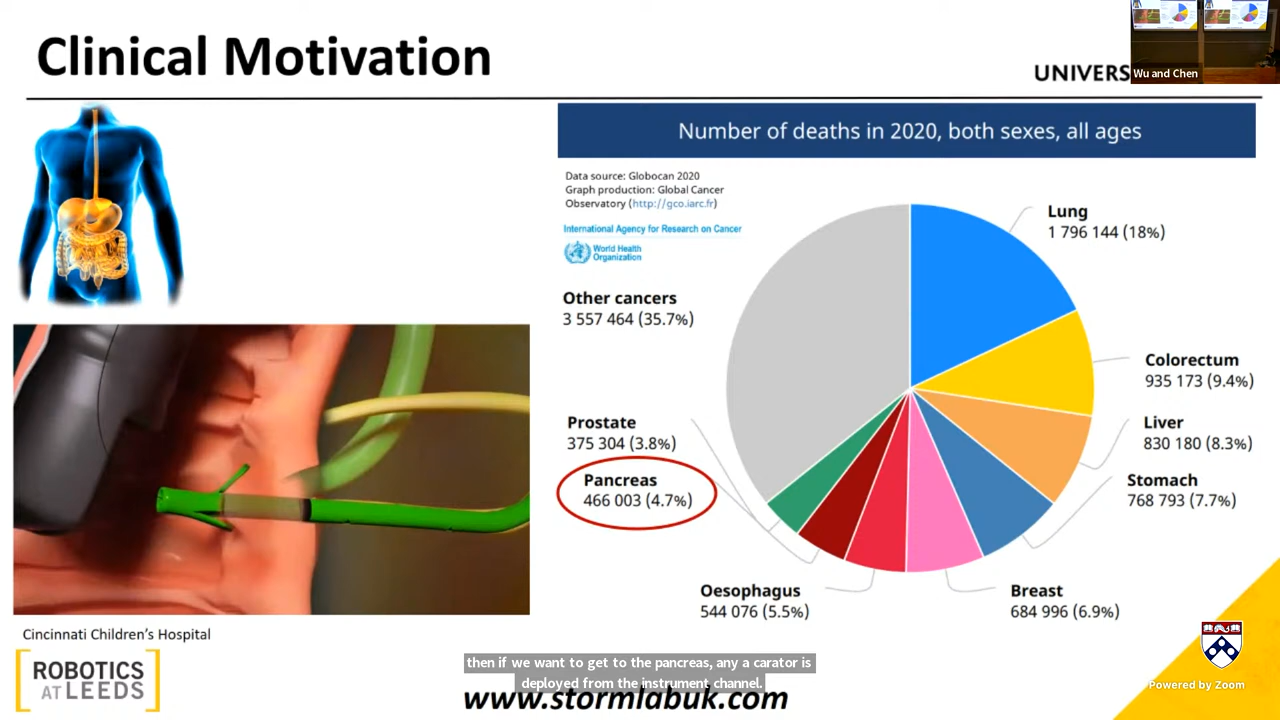 Clinical Motivation
UNIVERS
Wu and Chen
Number of deaths in 2020, both sexes, all ages
Data source: Globocan 2020
Graph production: Global Cancer
Observatory (http://gco.iarc.fr)
International Agency for Research on Cancer
World Health
Organization
Lung
1 796 144 (18%)
Other cancers
3 557 464 (35.7%)
Colorectum
935 173 (9.4%)
Prostate
375 304 (3.8%)
Liver
830 180 (8.3%)
Pancreas
466 003 (4.7%)
Stomach
768 793 (7.7%)
Oesophagus
544 076 (5.5%)
Breast
684 996 (6.9%)
Cincinnati Children's Hospital
ROBOTICS
AT LEEDS
then if we want to get to the pancreas, any a carator is
deployed from the instrument channel.
www.stormlabuk.com
Powered by Zoom